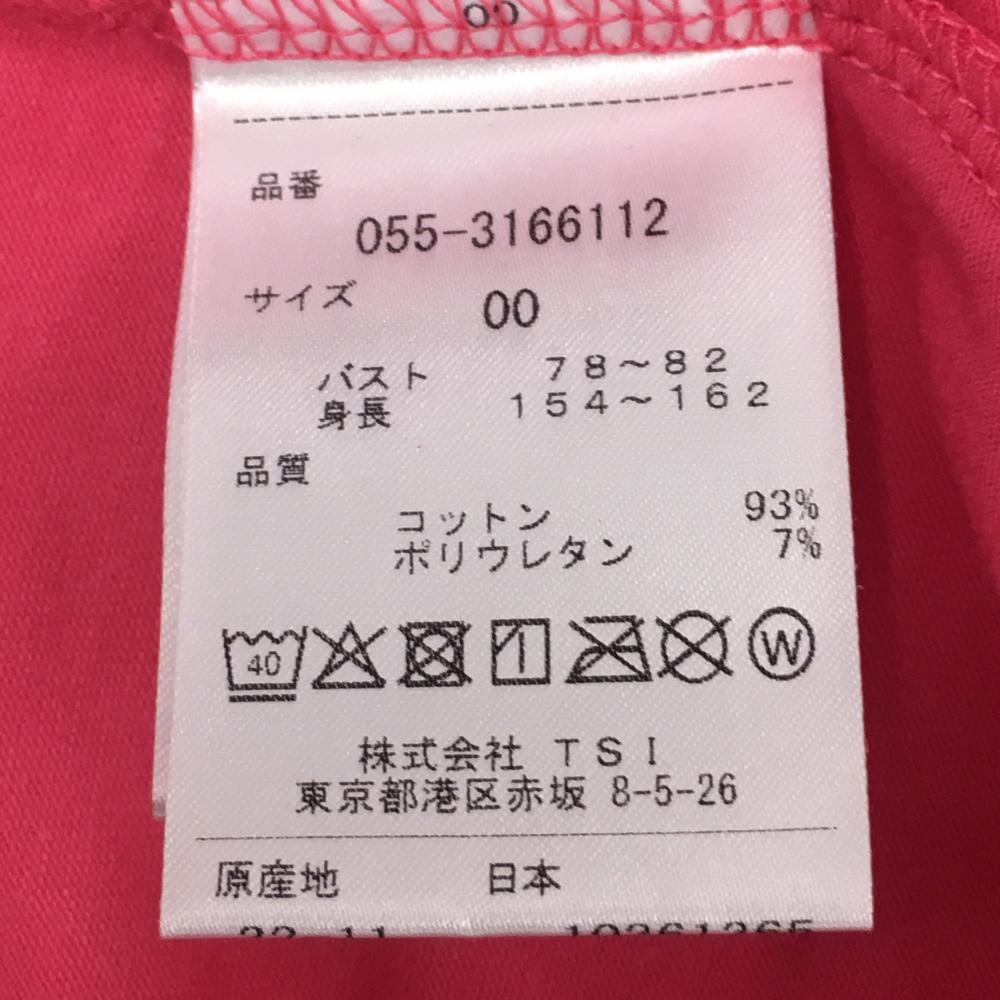 品番
055-3166112
サイズ 00
バスト 78～82
身長 154～162
品質
コットン 93%
ポリウレタン 7%
40 W
株式会社 TSI
東京都港区赤坂 8-5-26
原産地 日本